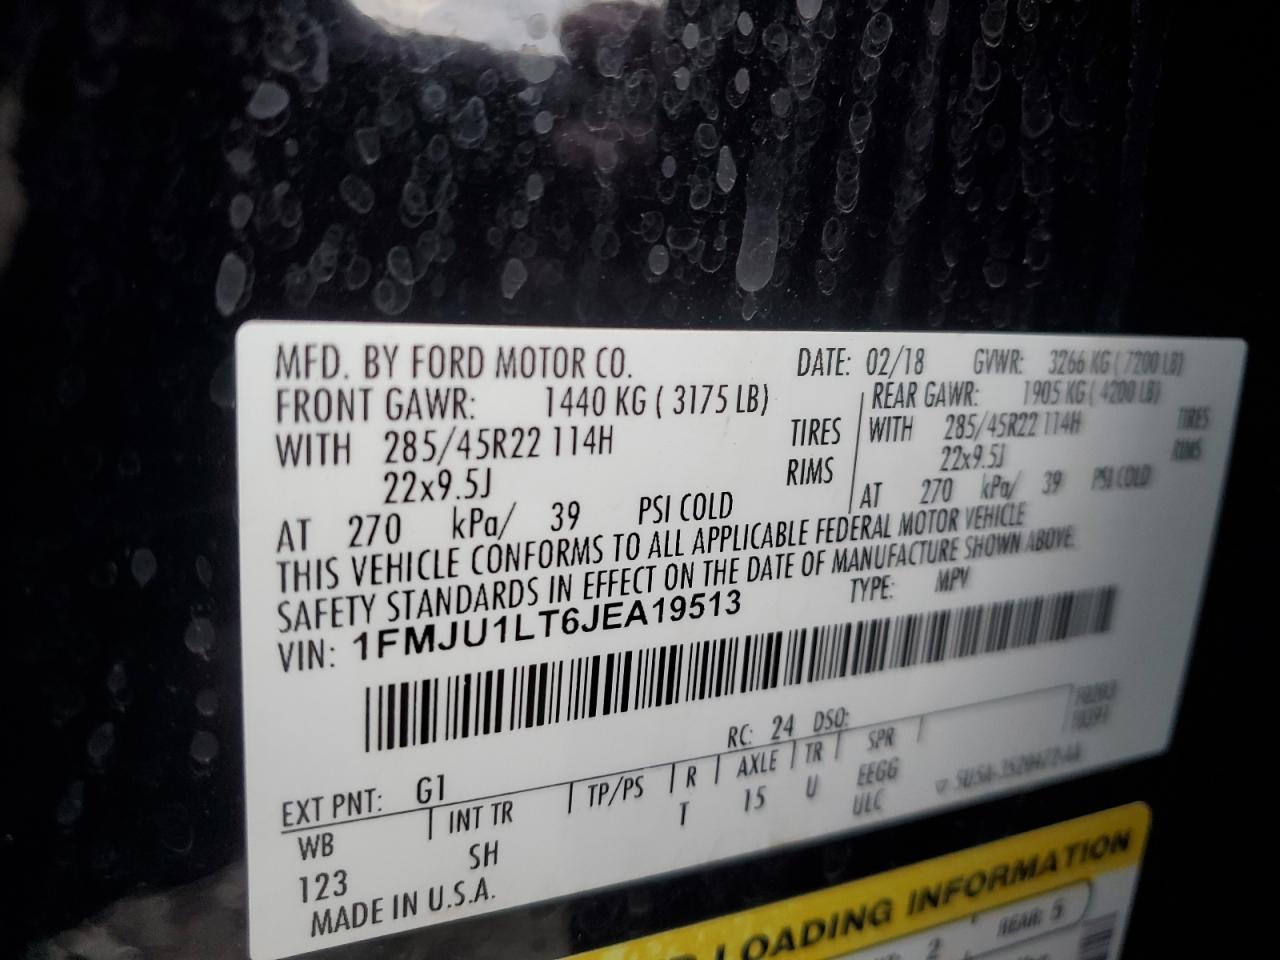 MFD. BY FORD MOTOR CO. DATE: 02/18 GVWR: 3266 KG ( 7200 LB)
FRONT GAWR: 1440 KG ( 3175 LB) REAR GAWR: 1905 KG ( 4200 LB)
WITH 285/45R22 114H TIRES WITH 285/45R22 114H TIRES
22x9.5J RIMS 22x9.5J RIMS
AT 270 kPa/ 39 PSI COLD AT 270 kPa/ 39 PSI COLD
THIS VEHICLE CONFORMS TO ALL APPLICABLE FEDERAL MOTOR VEHICLE
SAFETY STANDARDS IN EFFECT ON THE DATE OF MANUFACTURE SHOWN ABOVE.
VIN: 1FMJU1LT6JEA19513 TYPE: MPV
EXT PNT: G1 RC: 24 DSO:
WB INT TR TP/PS R AXLE TR SPR
123 SH T 15 U EEGG
ULC
MADE IN U.S.A.
LOADING INFORMATION
2 REAR: 5